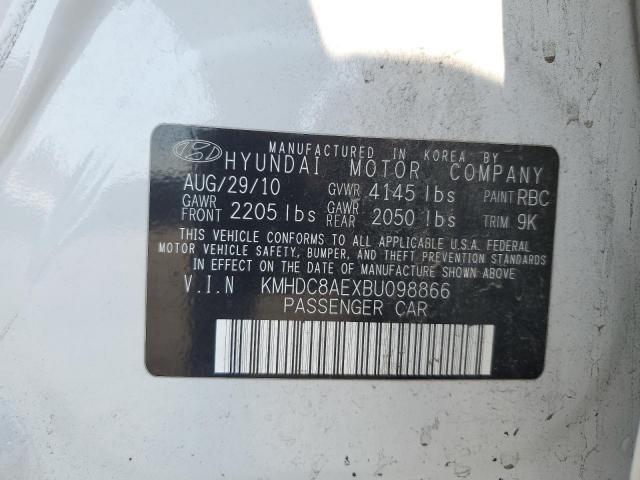 MANUFACTURED IN KOREA BY
HYUNDAI MOTOR COMPANY
AUG/29/10 GVWR 4145 lbs PAINT RBC
GAWR FRONT 2205 lbs GAWR REAR 2050 lbs TRIM 9K
THIS VEHICLE CONFORMS TO ALL APPLICABLE U.S.A. FEDERAL
MOTOR VEHICLE SAFETY, BUMPER, AND THEFT PREVENTION STANDARDS
IN EFFECT ON THE DATE OF MANUFACTURE SHOWN ABOVE.
V.I.N KMHDC8AEXBU098866
PASSENGER CAR